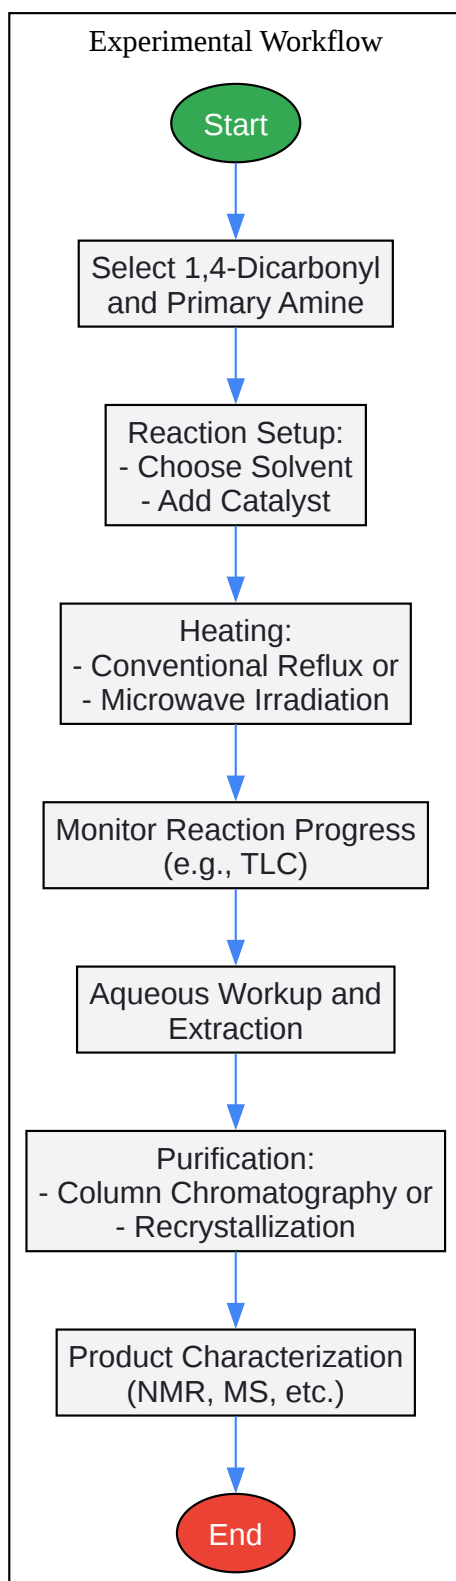 Experimental Workflow
Start
Select 1,4-Dicarbonyl
and Primary Amine
Reaction Setup:
- Choose Solvent
- Add Catalyst
Heating:
- Conventional Reflux or
- Microwave Irradiation
Monitor Reaction Progress
(e.g., TLC)
Aqueous Workup and
Extraction
Purification:
- Column Chromatography or
- Recrystallization
Product Characterization
(NMR, MS, etc.)
End